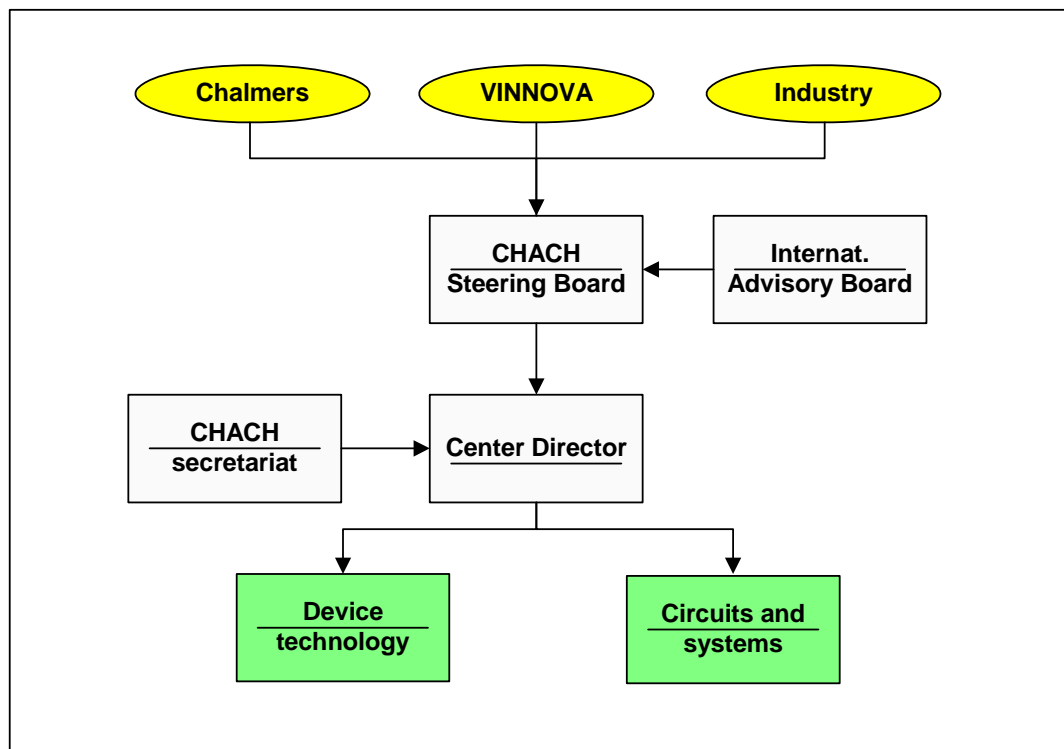 Chalmers
VINNOVA
Industry
CHACH
Steering Board
Internat.
Advisory Board
CHACH
secretariat
Center Director
Device
technology
Circuits and
systems